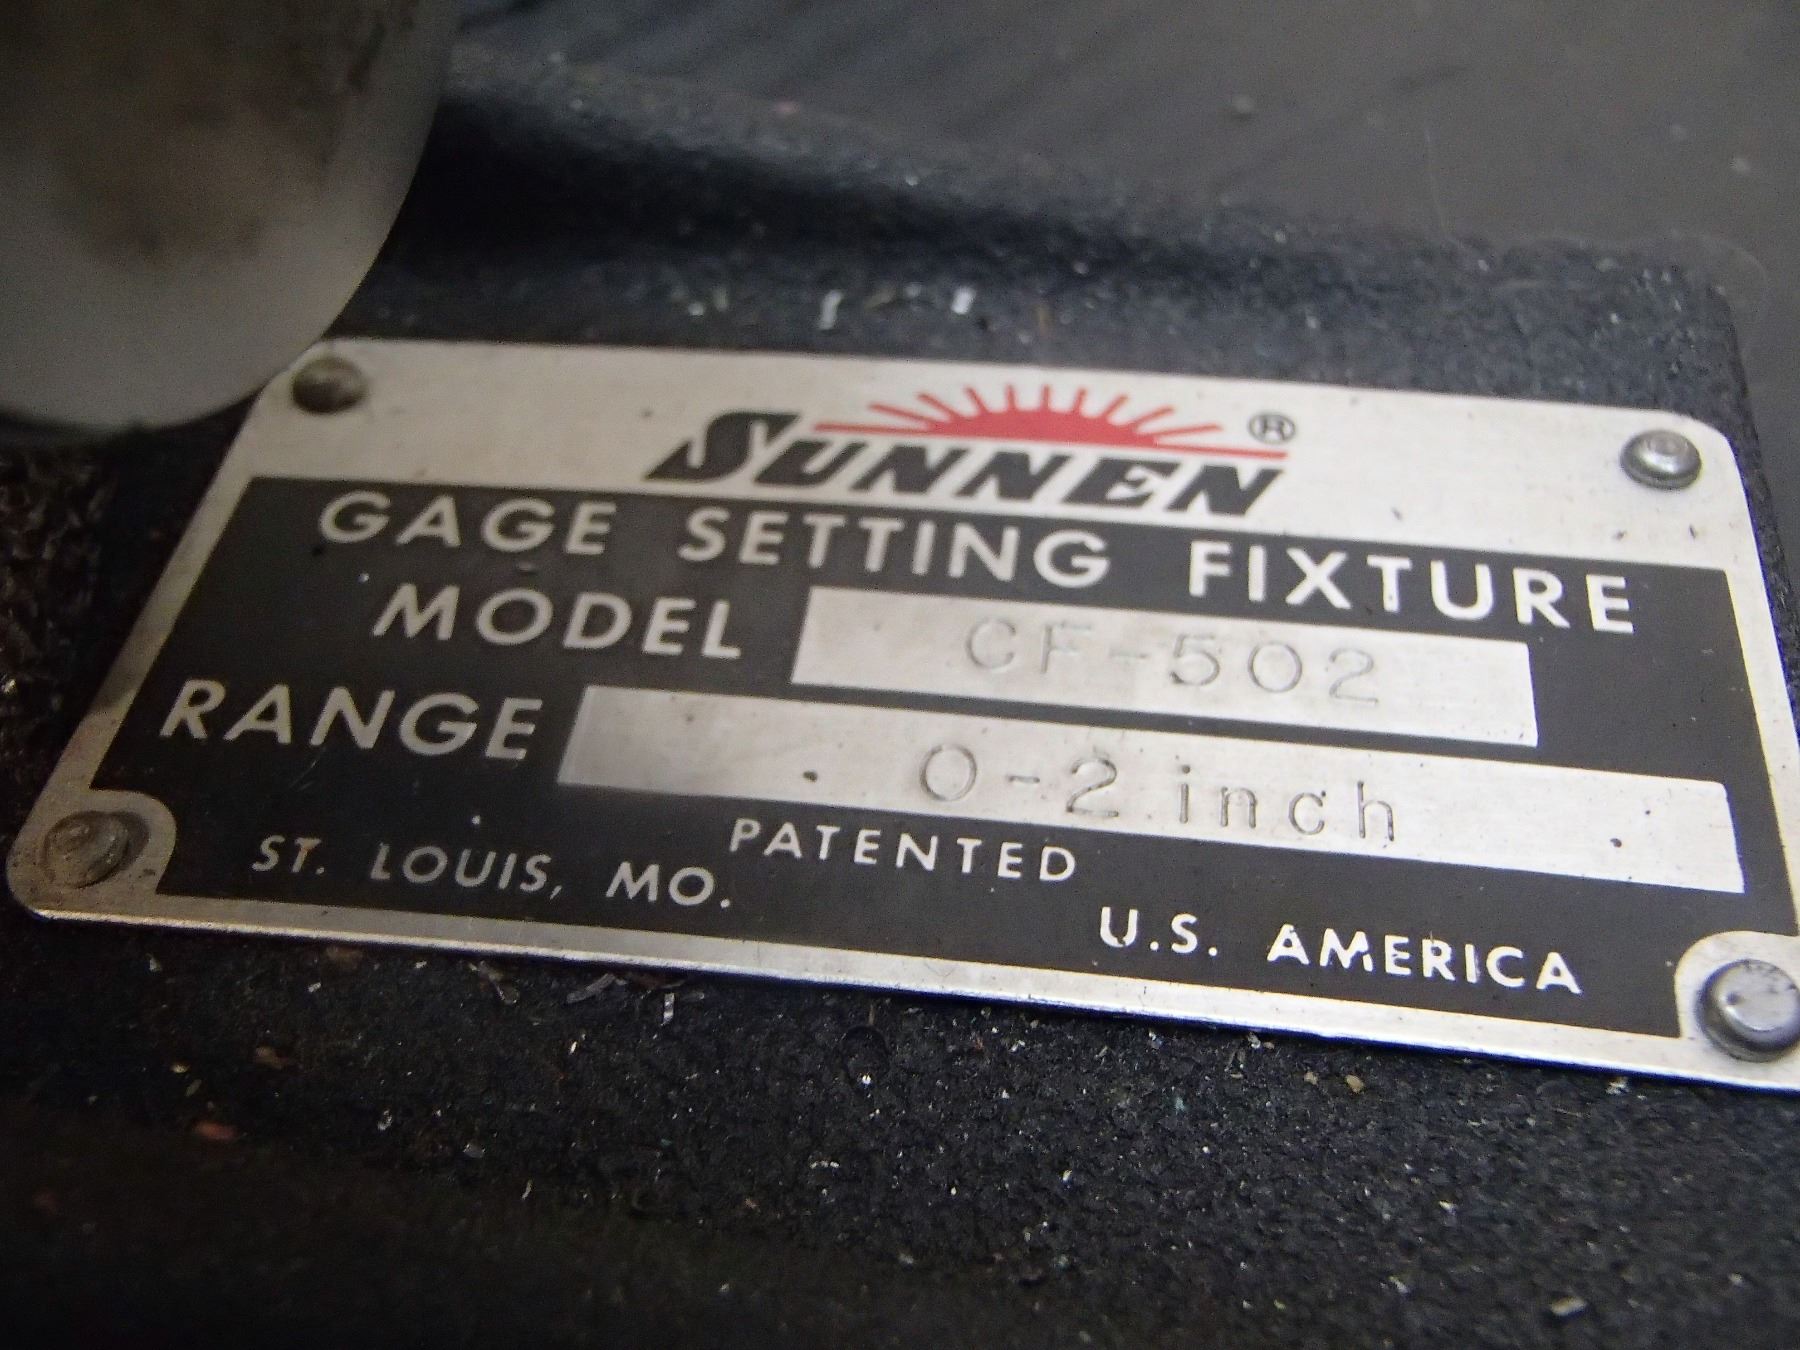 SUNNEN®
GAGE SETTING FIXTURE
MODEL CF-502
RANGE 0-2 inch
PATENTED
ST. LOUIS, MO. U.S. AMERICA